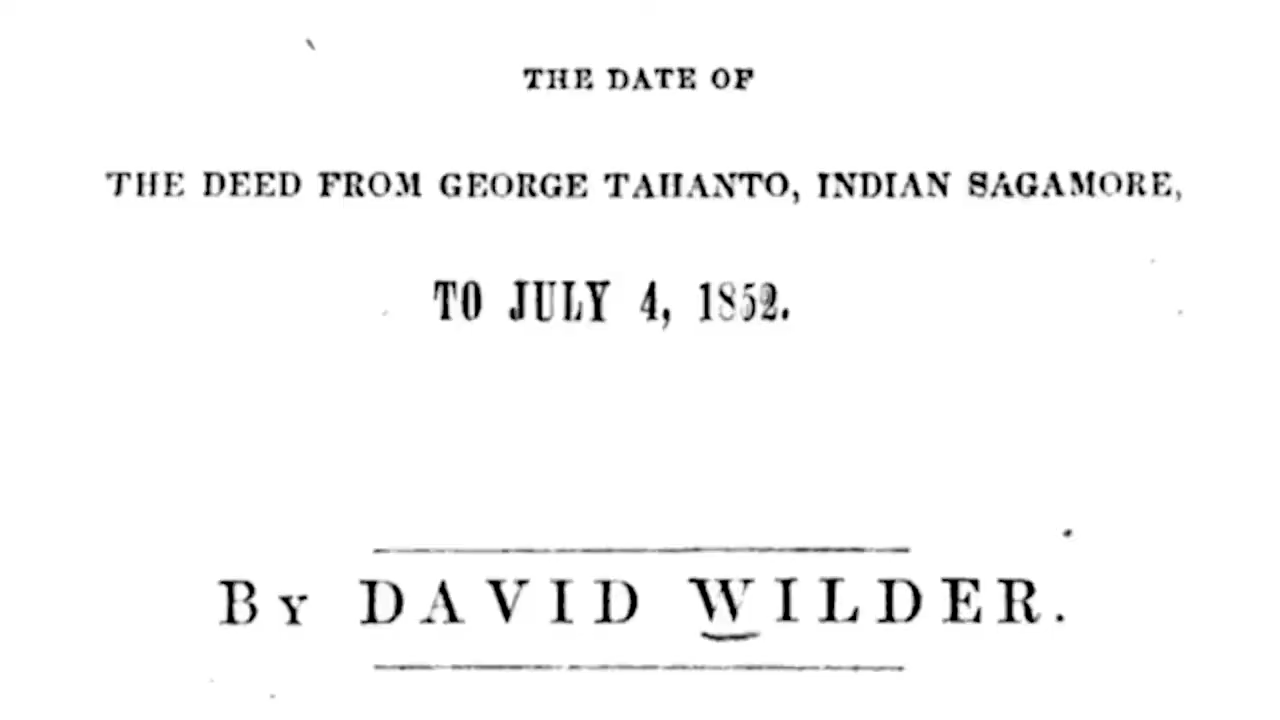 THE DATE OF
THE DEED FROM GEORGE TAHANTO, INDIAN SAGAMORE,
TO JULY 4, 1852.
By DAVID WILDER.